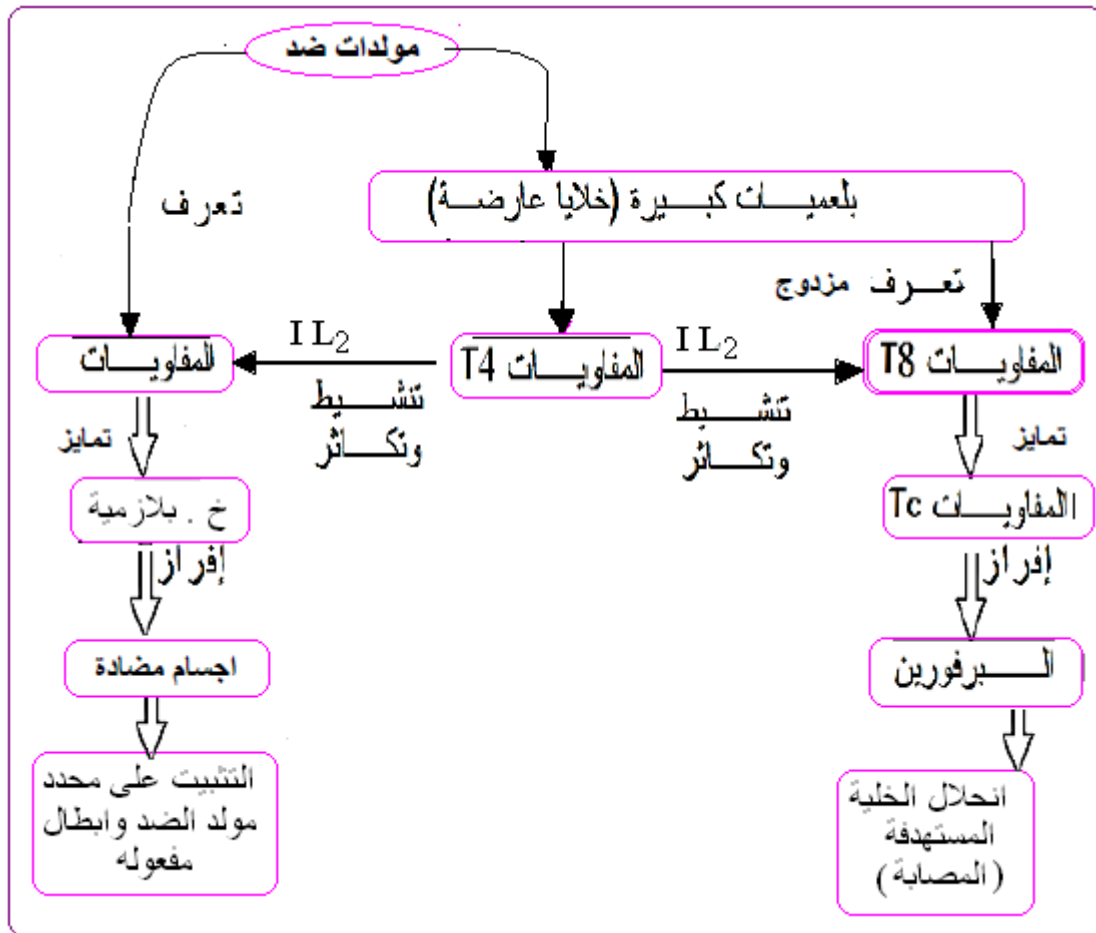 مولدات ضد
بلعميات كبيرة (خلايا عارضة)
تعرف
تعرف مزدوج
المفاويات
IL2
تنشيط
وتكاثر
المفاويات T4
IL2
تنشيط
وتكاثر
المفاويات T8
تمايز
تمايز
خ . بلازمية
المفاويات Tc
إفراز
إفراز
اجسام مضادة
البرفورين
التثبيت على محدد
مولد الضد وابطال
مفعوله
انحلال الخلية
المستهدفة
(المصابة)